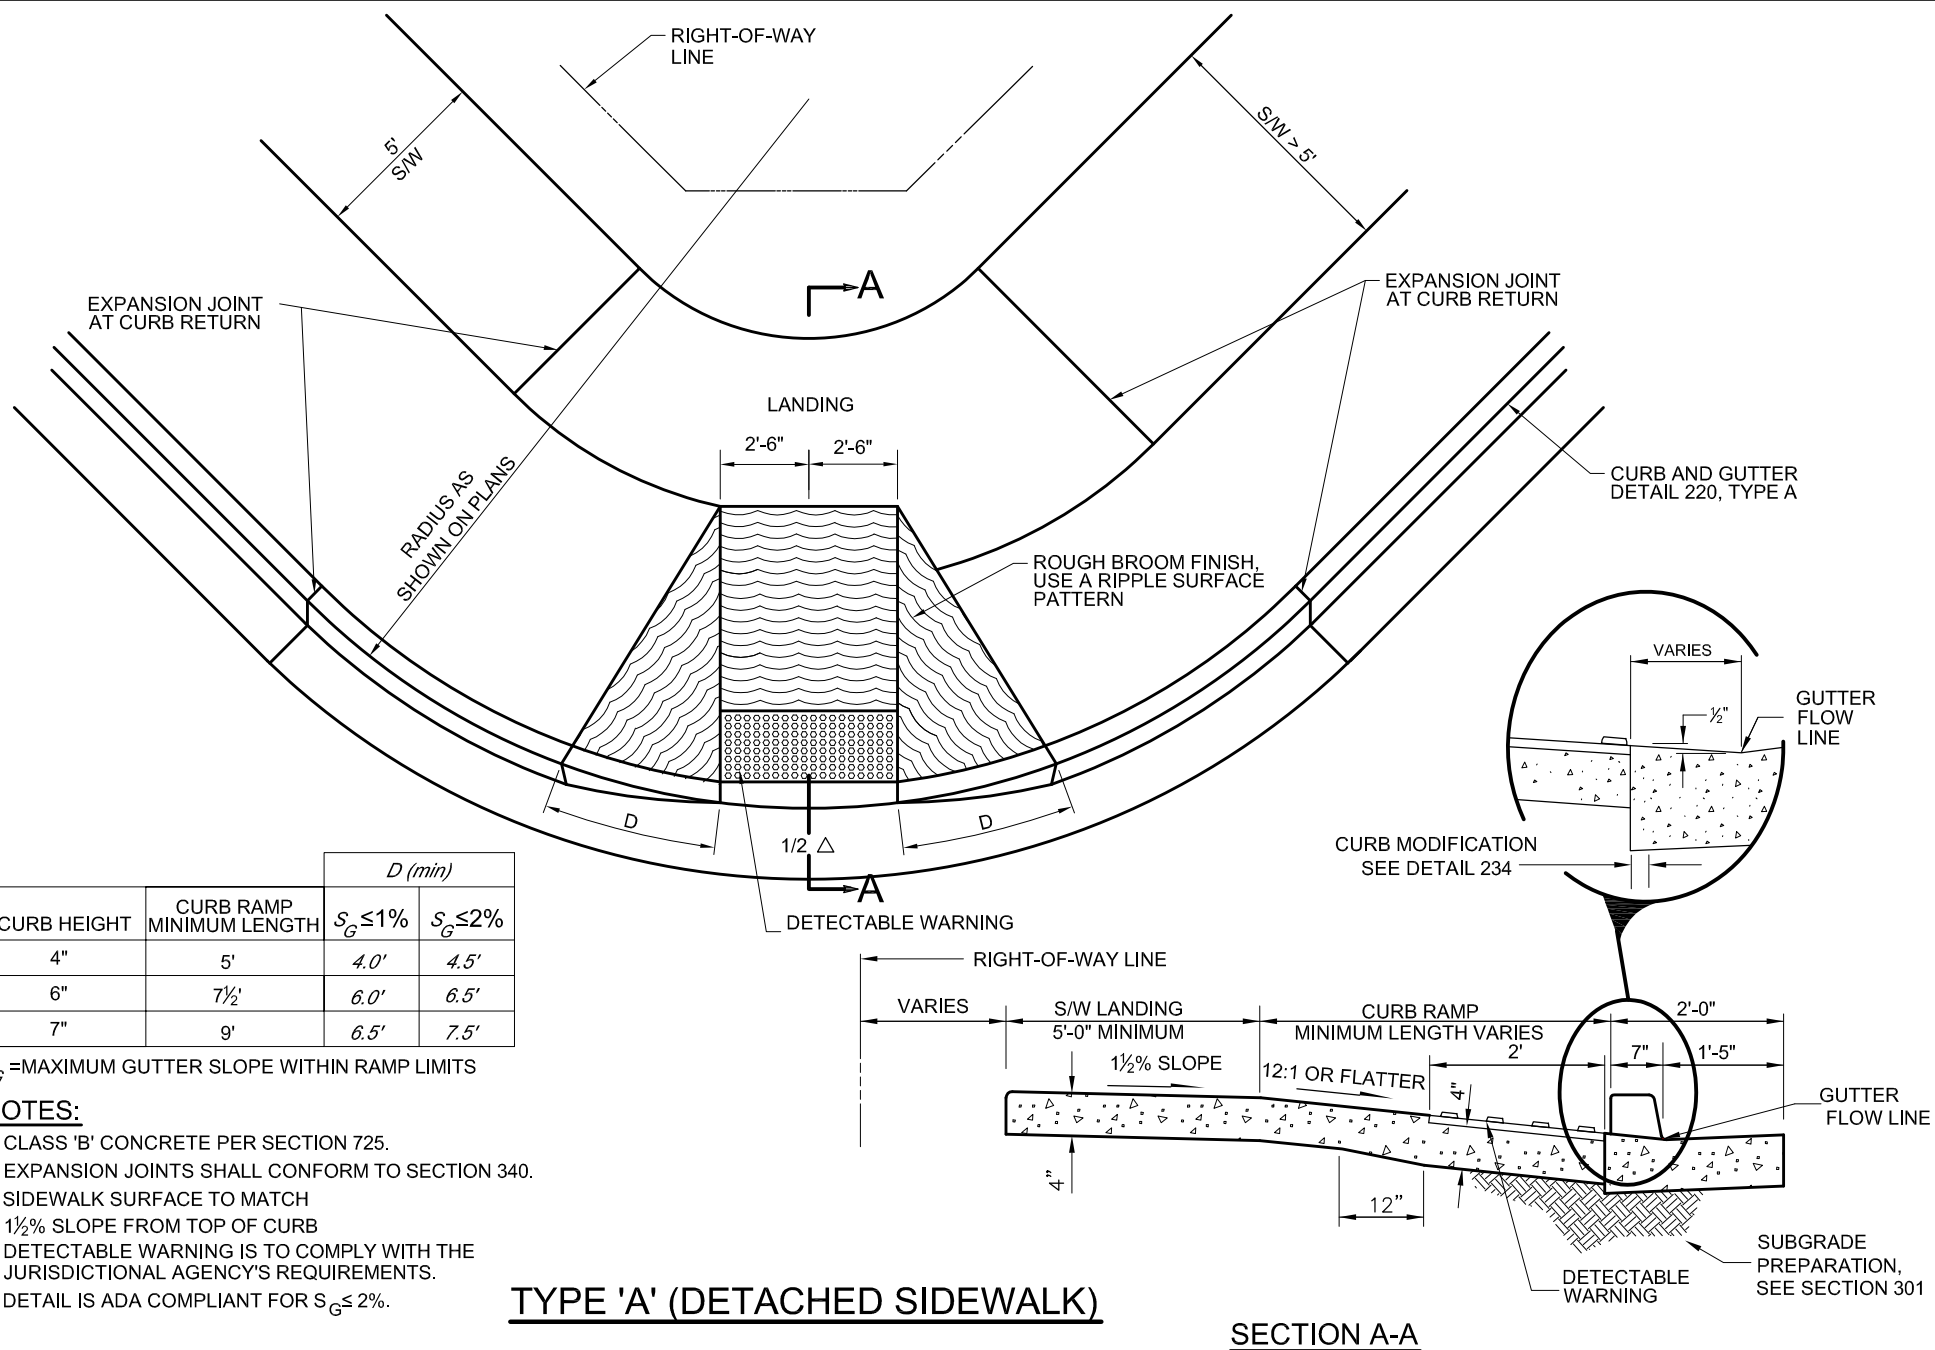 RIGHT-OF-WAY
LINE
5'
S/W
S/W > 5'
EXPANSION JOINT
AT CURB RETURN
A
EXPANSION JOINT
AT CURB RETURN
LANDING
2'-6"
2'-6"
RADIUS AS
SHOWN ON PLANS
CURB AND GUTTER
DETAIL 220, TYPE A
ROUGH BROOM FINISH,
USE A RIPPLE SURFACE
PATTERN
VARIES
½"
GUTTER
FLOW
LINE
D
D
1/2 △
A
CURB MODIFICATION
SEE DETAIL 234
DETECTABLE WARNING
D (min)
CURB HEIGHT
CURB RAMP
MINIMUM LENGTH
SG ≤1%
SG ≤2%
4"
5'
4.0'
4.5'
6"
7½'
6.0'
6.5'
7"
9'
6.5'
7.5'
=MAXIMUM GUTTER SLOPE WITHIN RAMP LIMITS
OTES:
CLASS 'B' CONCRETE PER SECTION 725.
EXPANSION JOINTS SHALL CONFORM TO SECTION 340.
SIDEWALK SURFACE TO MATCH
1½% SLOPE FROM TOP OF CURB
DETECTABLE WARNING IS TO COMPLY WITH THE
JURISDICTIONAL AGENCY'S REQUIREMENTS.
DETAIL IS ADA COMPLIANT FOR SG ≤ 2%.
RIGHT-OF-WAY LINE
VARIES
S/W LANDING
5'-0" MINIMUM
CURB RAMP
MINIMUM LENGTH VARIES
2'-0"
2'
7"
1'-5"
1½% SLOPE
12:1 OR FLATTER
4"
4"
12"
GUTTER
FLOW LINE
DETECTABLE
WARNING
SUBGRADE
PREPARATION,
SEE SECTION 301
TYPE 'A' (DETACHED SIDEWALK)
SECTION A-A